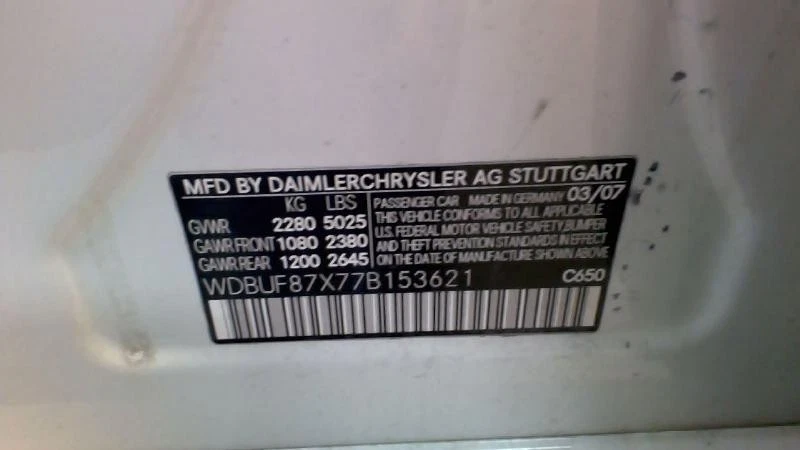 MFD BY DAIMLERCHRYSLER AG STUTTGART
KG LBS
GVWR 2280 5025
GAWR FRONT 1080 2380
GAWR REAR 1200 2645
PASSENGER CAR MADE IN GERMANY 03/07
THIS VEHICLE CONFORMS TO ALL APPLICABLE
U.S. FEDERAL MOTOR VEHICLE SAFETY, BUMPER
AND THEFT PREVENTION STANDARDS IN EFFECT
ON THE DATE OF MANUFACTURE SHOWN ABOVE
WDBUF87X77B153621 C650